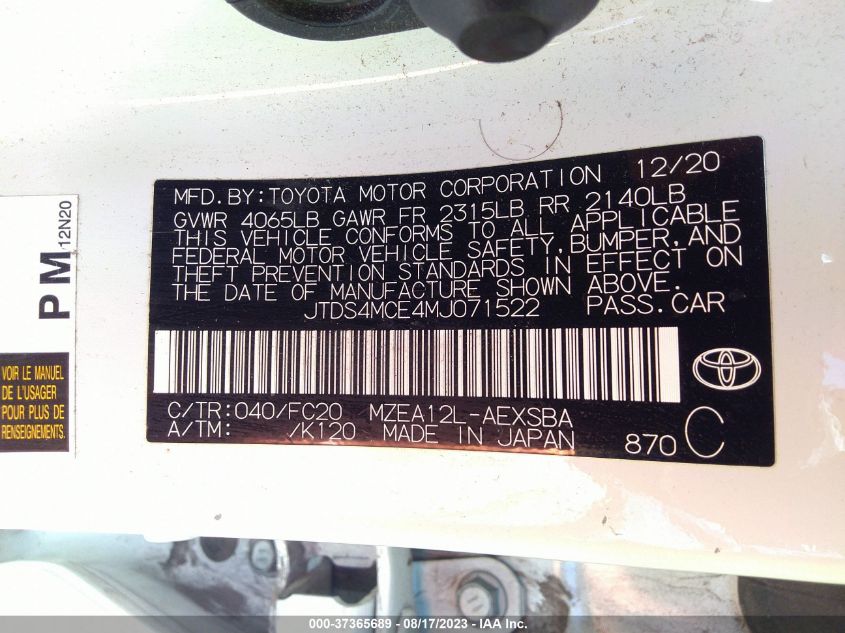 MFD.BY:TOYOTA MOTOR CORPORATION 12/20
GVWR 4065LB GAWR FR 2315LB RR 2140LB
THIS VEHICLE CONFORMS TO ALL APPLICABLE
FEDERAL MOTOR VEHICLE SAFETY,BUMPER,AND
THEFT PREVENTION STANDARDS IN EFFECT ON
THE DATE OF MANUFACTURE SHOWN ABOVE.
JTDS4MCE4MJ071522 PASS.CAR
C/TR:040/FC20 MZEA12L-AEXSBA
A/TM: /K120 MADE IN JAPAN 870 C
PM 12N20
VOIR LE MANUEL
DE L'USAGER
POUR PLUS DE
RENSEIGNEMENTS.
000-37365689 - 08/17/2023 - IAA Inc.